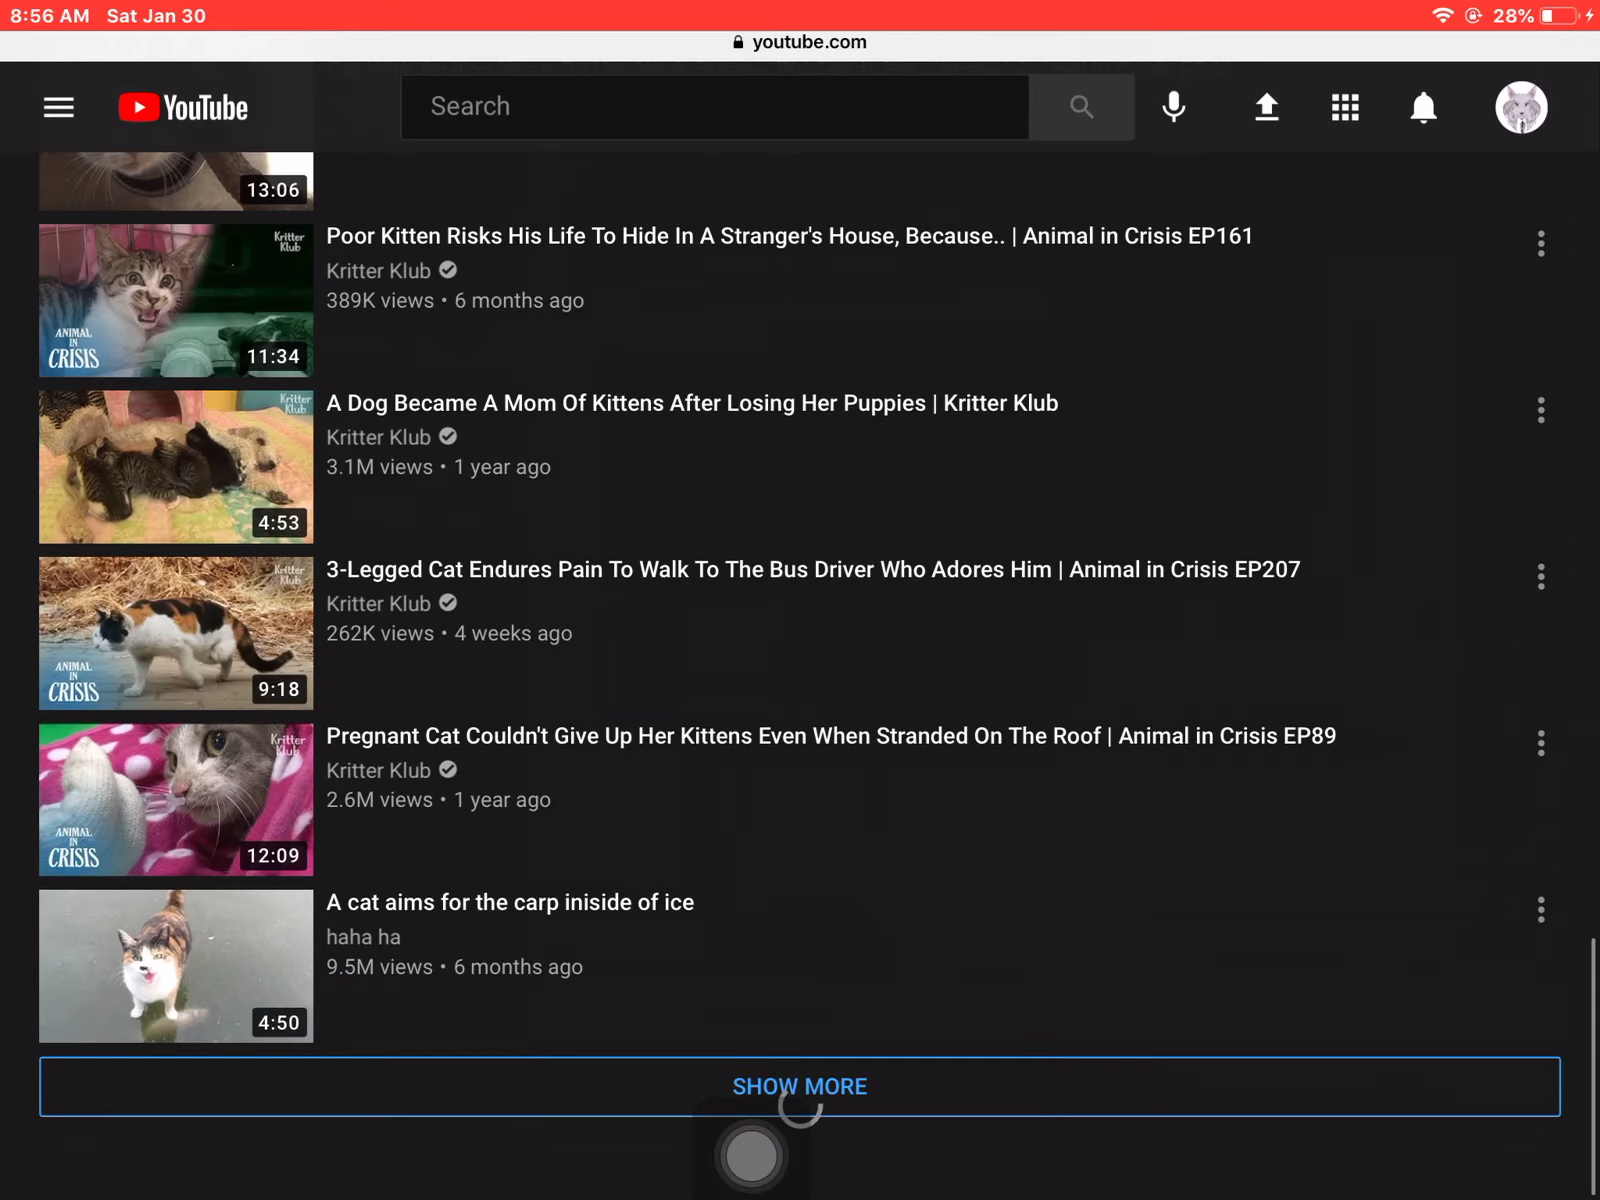 8:56 AM Sat Jan 30
28%
youtube.com
YouTube
Search
13:06
Poor Kitten Risks His Life To Hide In A Stranger's House, Because.. | Animal in Crisis EP161
Kritter Klub
389K views • 6 months ago
Kritter
Klub
ANIMAL
IN
CRISIS
11:34
A Dog Became A Mom Of Kittens After Losing Her Puppies | Kritter Klub
Kritter Klub
3.1M views • 1 year ago
Kritter
Klub
4:53
3-Legged Cat Endures Pain To Walk To The Bus Driver Who Adores Him | Animal in Crisis EP207
Kritter Klub
262K views • 4 weeks ago
Kritter
Klub
ANIMAL
IN
CRISIS
9:18
Pregnant Cat Couldn't Give Up Her Kittens Even When Stranded On The Roof | Animal in Crisis EP89
Kritter Klub
2.6M views • 1 year ago
Kritter
Klub
ANIMAL
IN
CRISIS
12:09
A cat aims for the carp iniside of ice
haha ha
9.5M views • 6 months ago
4:50
SHOW MORE